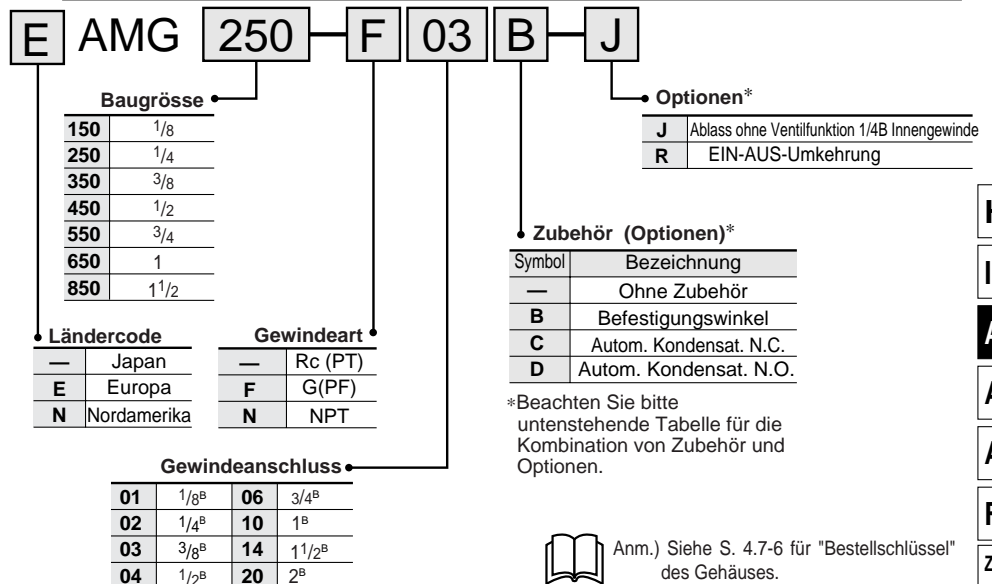 E AMG 250 F 03 B J
Baugrösse
150 1/8
250 1/4
350 3/8
450 1/2
550 3/4
650 1
850 1 1/2
Optionen*
J Ablass ohne Ventilfunktion 1/4B Innengewinde
R EIN-AUS-Umkehrung
Zubehör (Optionen)*
Symbol Bezeichnung
— Ohne Zubehör
B Befestigungswinkel
C Autom. Kondensat. N.C.
D Autom. Kondensat. N.O.
*Beachten Sie bitte
untenstehende Tabelle für die
Kombination von Zubehör und
Optionen.
Ländercode
— Japan
E Europa
N Nordamerika
Gewindeart
— Rc (PT)
F G(PF)
N NPT
Gewindeanschluss
01 1/8B 06 3/4B
02 1/4B 10 1B
03 3/8B 14 1 1/2B
04 1/2B 20 2B
Anm.) Siehe S. 4.7-6 für "Bestellschlüssel"
des Gehäuses.